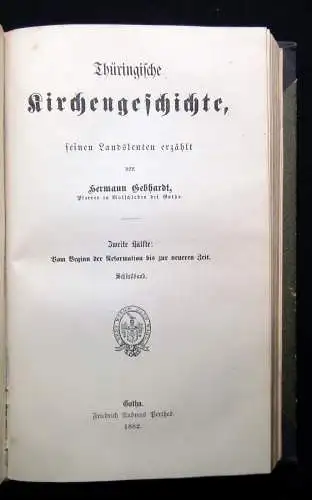 Thüringische
Kirchengeschichte,
seinen Landsleuten erzählt
von
Hermann Gebhardt,
Pfarrer in Molschleben bei Gotha.
Zweite Hälfte:
Vom Beginn der Reformation bis zur neueren Zeit.
Schlußband.
Gotha.
Friedrich Andreas Perthes.
1882.